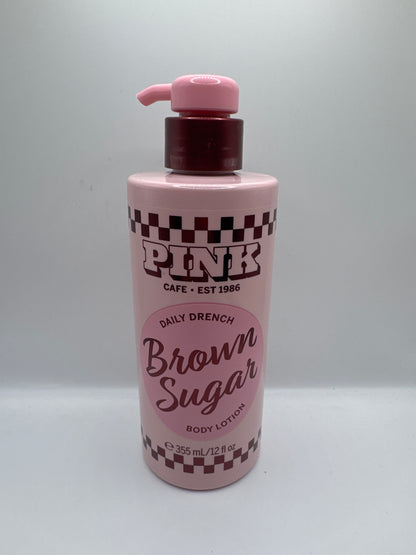 PINK
CAFE • EST 1986
DAILY DRENCH
Brown
Sugar
BODY LOTION
℮ 355 mL/12 fl oz